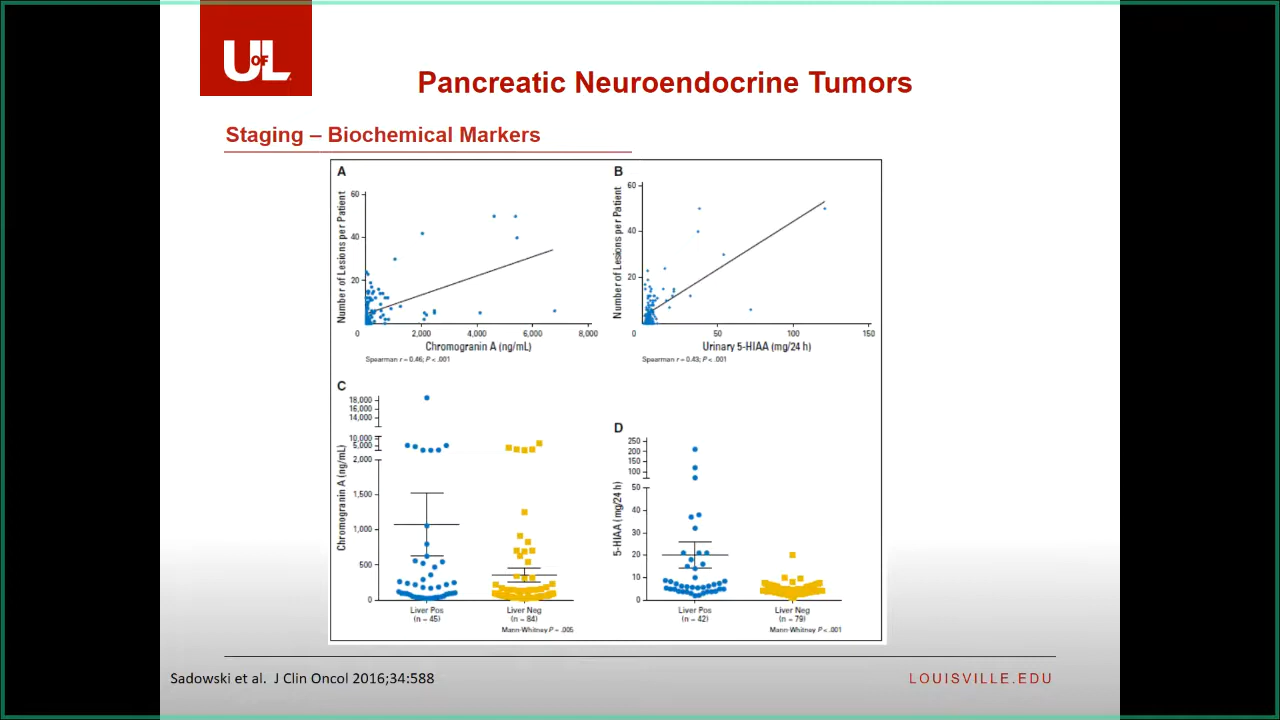 U OF L
Pancreatic Neuroendocrine Tumors
Staging – Biochemical Markers
A
Number of Lesions per Patient
60
40
20
0
2,000
4,000
6,000
8,000
Chromogranin A (ng/mL)
Spearman r = 0.46; P < .001
B
Number of Lesions per Patient
60
40
20
0
50
100
150
Urinary 5-HIAA (mg/24 h)
Spearman r = 0.43; P < .001
C
Chromogranin A (ng/mL)
18,000
16,000
14,000
10,000
5,000
2,000
1,500
1,000
500
0
Liver Pos
(n = 45)
Liver Neg
(n = 84)
Mann-Whitney P = .005
D
5-HIAA (mg/24 h)
250
200
150
100
50
40
30
20
10
0
Liver Pos
(n = 42)
Liver Neg
(n = 79)
Mann-Whitney P < .001
Sadowski et al. J Clin Oncol 2016;34:588
LOUISVILLE.EDU